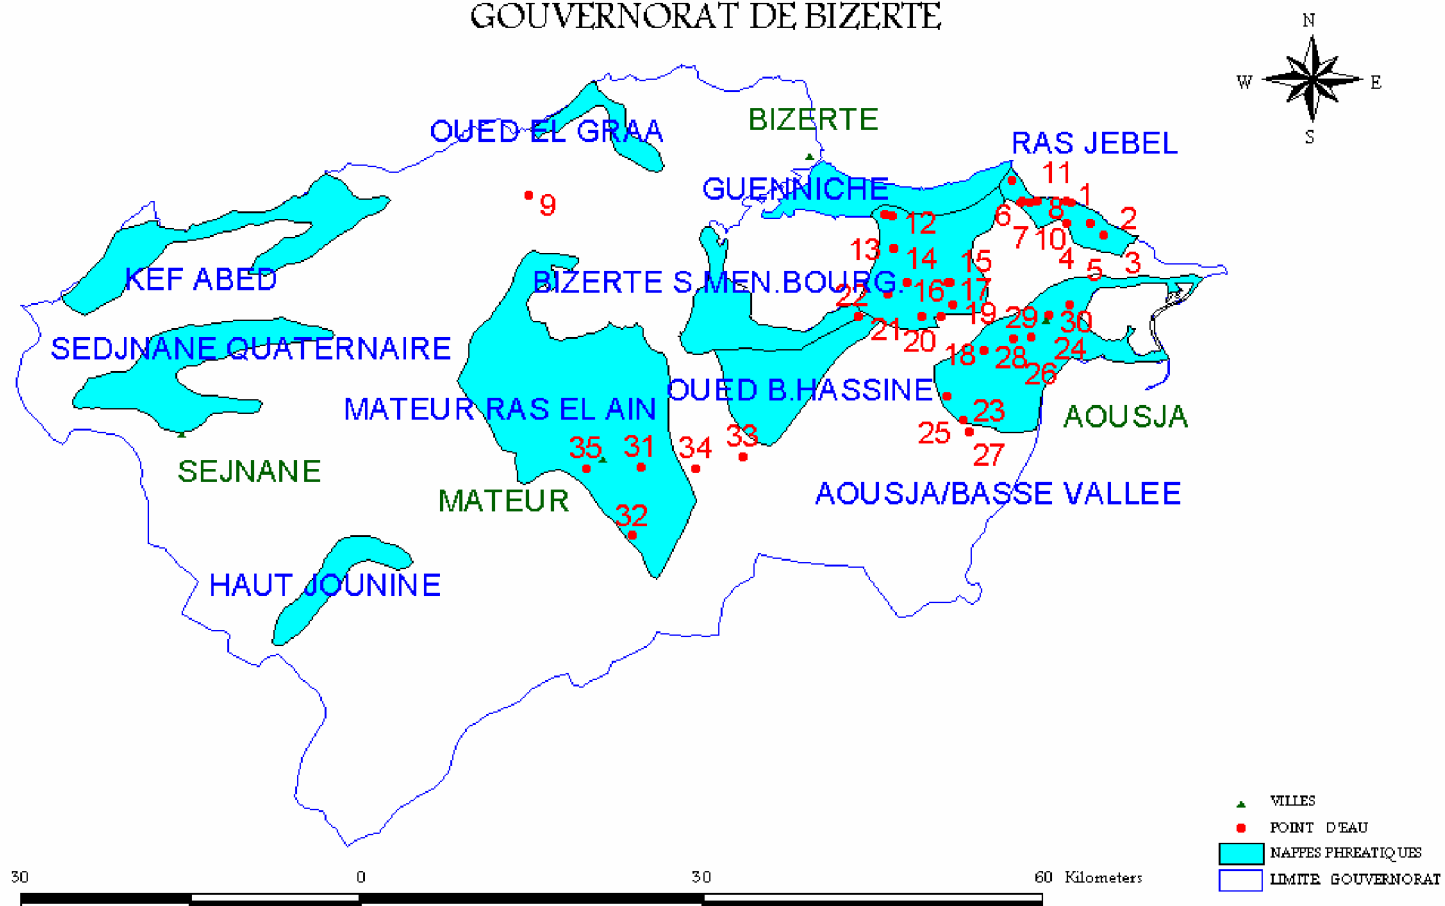 GOUVERNORAT DE BIZERTE
N
W E
S
BIZERTE
OUED EL GRAA
RAS JEBEL
11
GUENNICHE
9
1
6
8
12
2
7
10
13
14
15
4
5
3
KEF ABED
BIZERTE S.MEN.BOURG.
22
16
17
19
29
30
21
20
SEDJNANE QUATERNAIRE
18
28
24
26
OUED B.HASSINE
MATEUR RAS EL AIN
23
AOUSJA
25
27
33
35
31
34
SEJNANE
MATEUR
AOUSJA/BASSE VALLEE
32
HAUT JOUNINE
VILLES
POINT D'EAU
NAPPES PHREATIQUES
LIMITE GOUVERNORAT
30 0 30 60 Kilometers